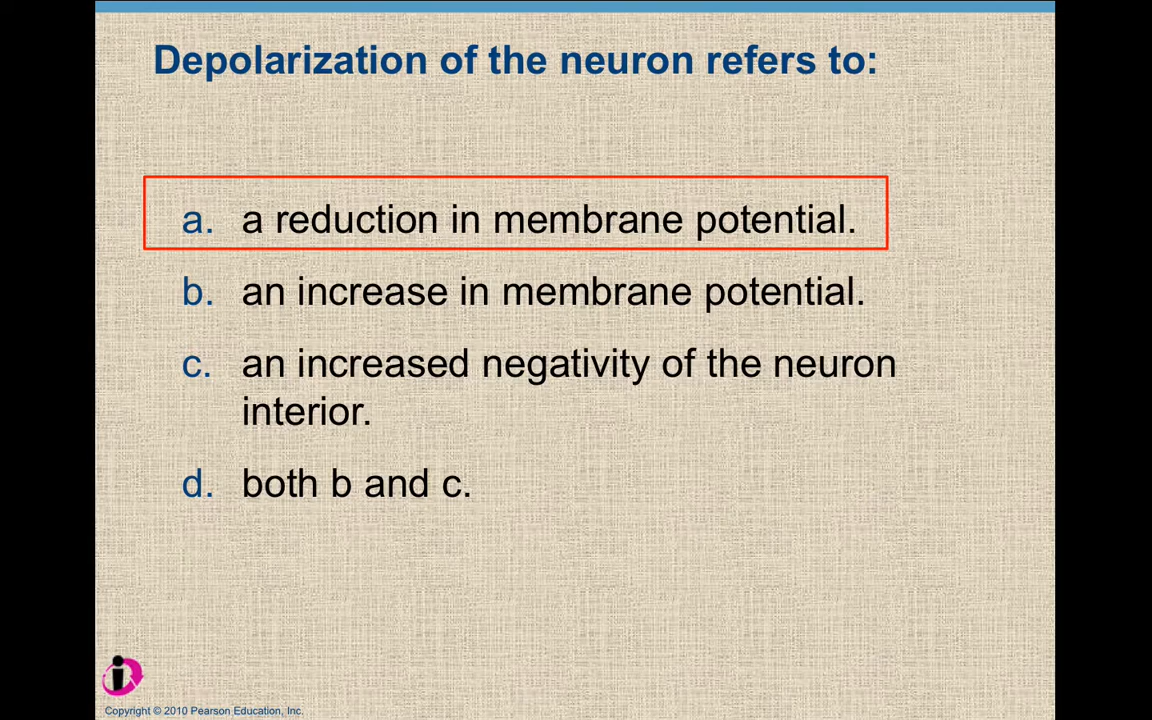 Depolarization of the neuron refers to:
a. a reduction in membrane potential.
b. an increase in membrane potential.
c. an increased negativity of the neuron
interior.
d. both b and c.
Copyright © 2010 Pearson Education, Inc.